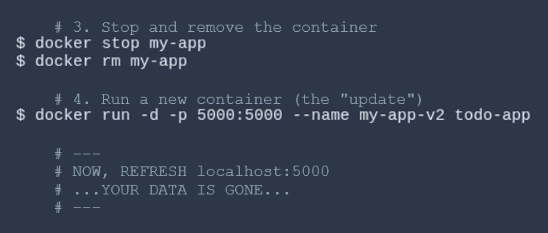 # 3. Stop and remove the container
$ docker stop my-app
$ docker rm my-app
# 4. Run a new container (the "update")
$ docker run -d -p 5000:5000 --name my-app-v2 todo-app
# ---
# NOW, REFRESH localhost:5000
# ...YOUR DATA IS GONE...
# ---